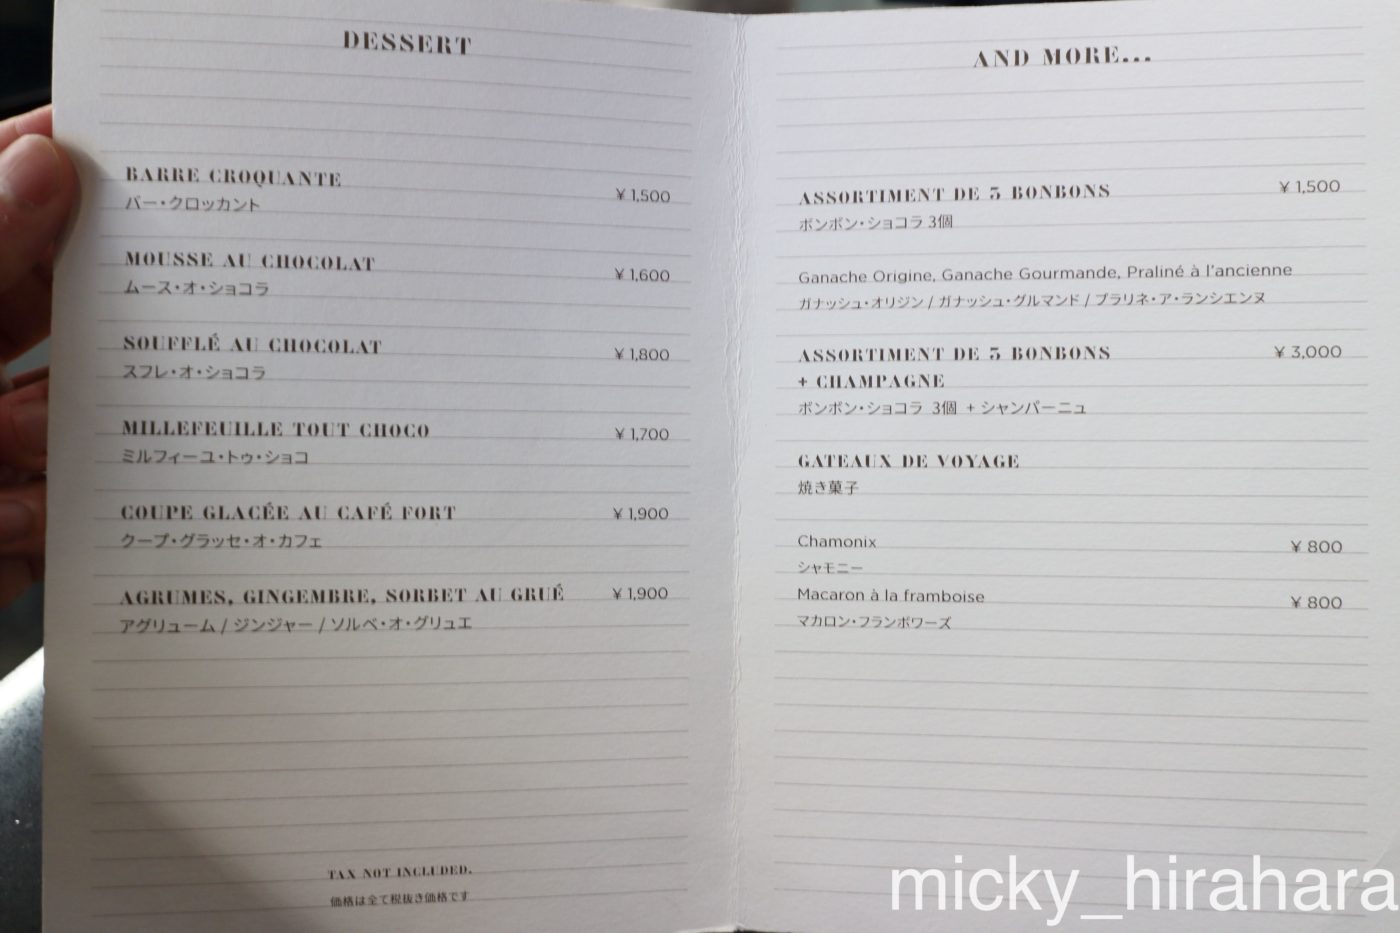 DESSERT
BARRE CROQUANTE
¥ 1,500
バー・クロッカント
MOUSSE AU CHOCOLAT
¥ 1,600
ムース・オ・ショコラ
SOUFFLÉ AU CHOCOLAT
¥ 1,800
スフレ・オ・ショコラ
MILLEFEUILLE TOUT CHOCO
¥ 1,700
ミルフィーユ・トゥ・ショコ
COUPE GLACÉE AU CAFÉ FORT
¥ 1,900
クープ・グラッセ・オ・カフェ
AGRUMES, GINGEMBRE, SORBET AU GRUÉ
¥ 1,900
アグリューム / ジンジャー / ソルベ・オ・グリュエ
TAX NOT INCLUDED.
価格は全て税抜き価格です
AND MORE...
ASSORTIMENT DE 3 BONBONS
¥ 1,500
ボンボン・ショコラ 3個
Ganache Origine, Ganache Gourmande, Praliné à l'ancienne
ガナッシュ・オリジン / ガナッシュ・グルマンド / プラリネ・ア・ランシエンヌ
ASSORTIMENT DE 3 BONBONS
¥ 3,000
+ CHAMPAGNE
ボンボン・ショコラ 3個 + シャンパーニュ
GATEAUX DE VOYAGE
焼き菓子
Chamonix
¥ 800
シャモニー
Macaron à la framboise
¥ 800
マカロン・フランボワーズ
micky_hirahara